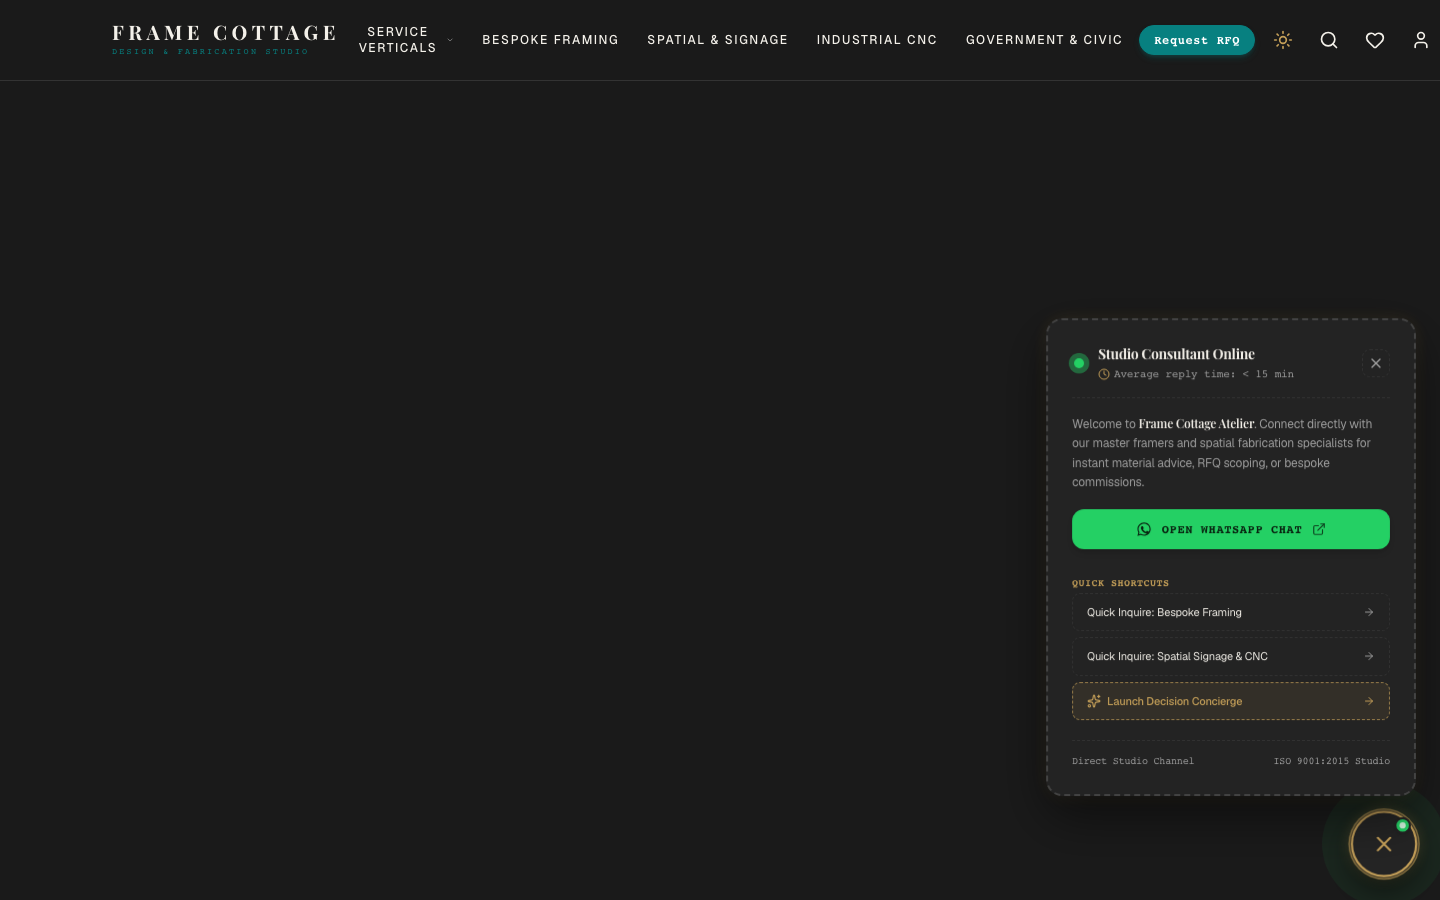 FRAME COTTAGE
DESIGN & FABRICATION STUDIO
SERVICE
VERTICALS
BESPOKE FRAMING
SPATIAL & SIGNAGE
INDUSTRIAL CNC
GOVERNMENT & CIVIC
Request RFQ
Studio Consultant Online
Average reply time: < 15 min
Welcome to Frame Cottage Atelier. Connect directly with
our master framers and spatial fabrication specialists for
instant material advice, RFQ scoping, or bespoke
commissions.
OPEN WHATSAPP CHAT
QUICK SHORTCUTS
Quick Inquire: Bespoke Framing
Quick Inquire: Spatial Signage & CNC
Launch Decision Concierge
Direct Studio Channel
ISO 9001:2015 Studio